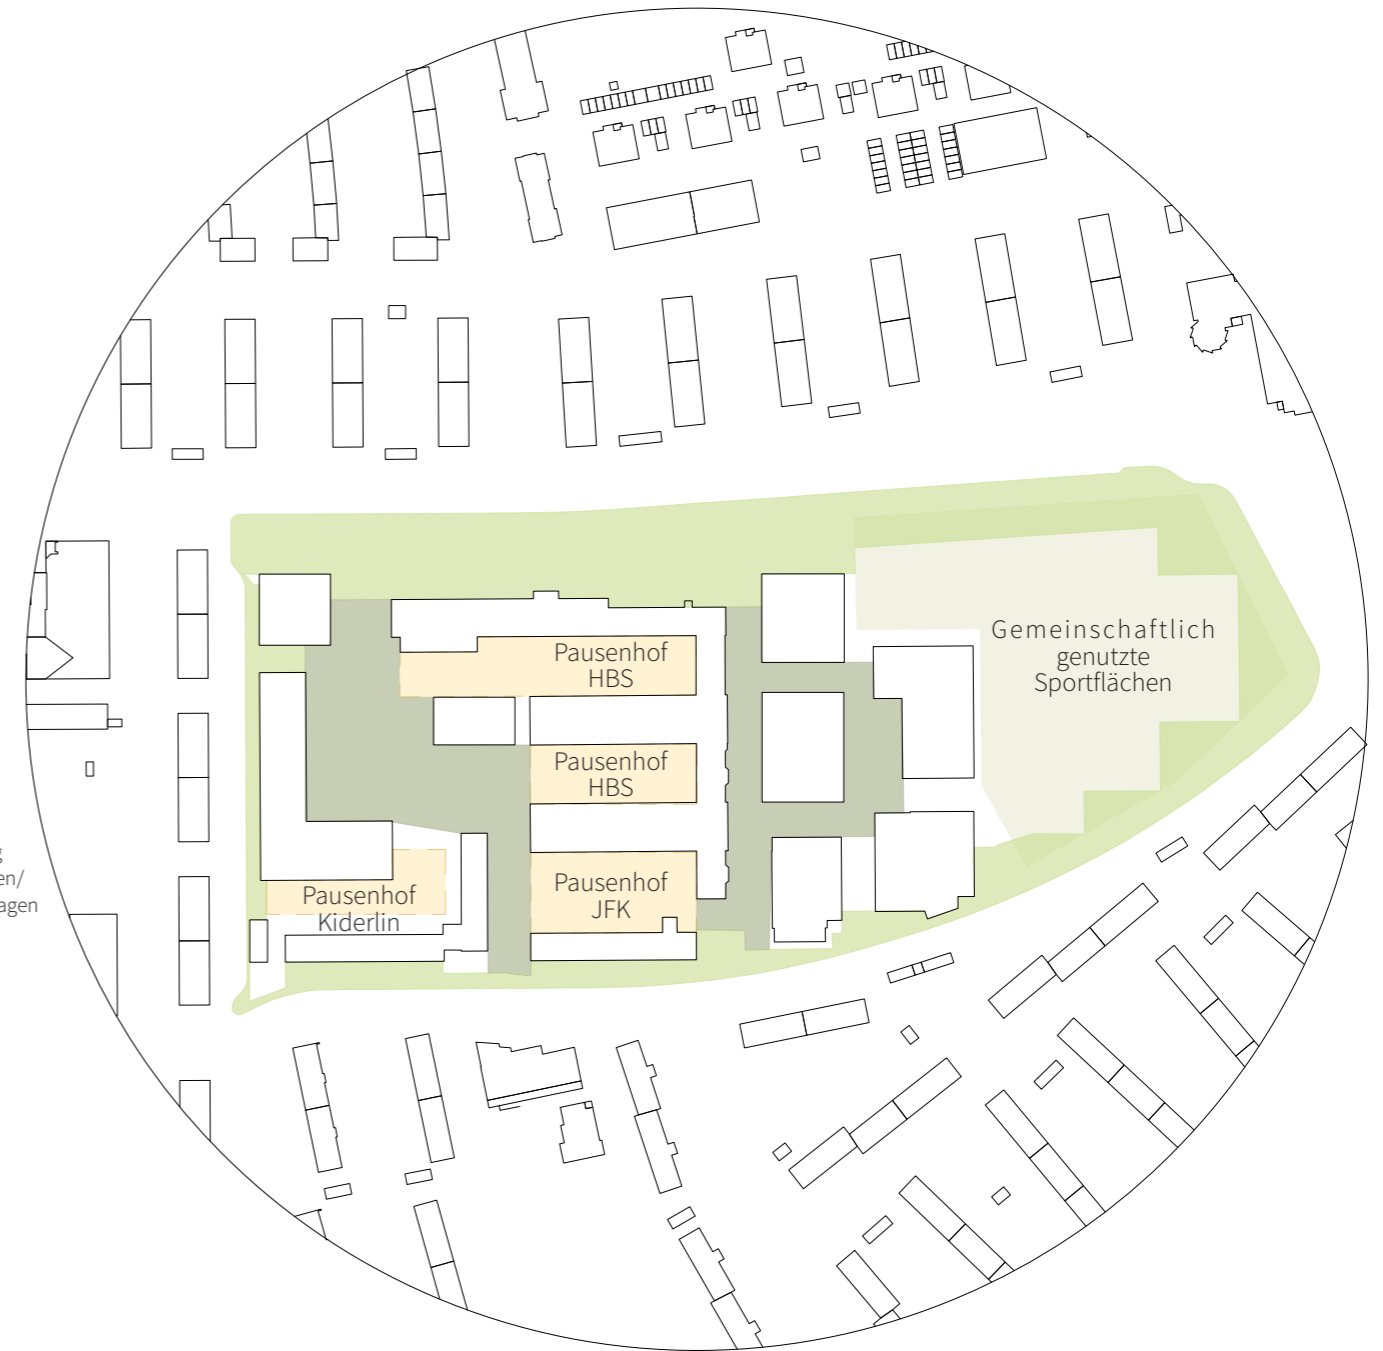 Gemeinschaftlich
genutzte
Sportflächen
Pausenhof
HBS
Pausenhof
HBS
Pausenhof
JFK
Pausenhof
Kiderlin
g
en/
agen